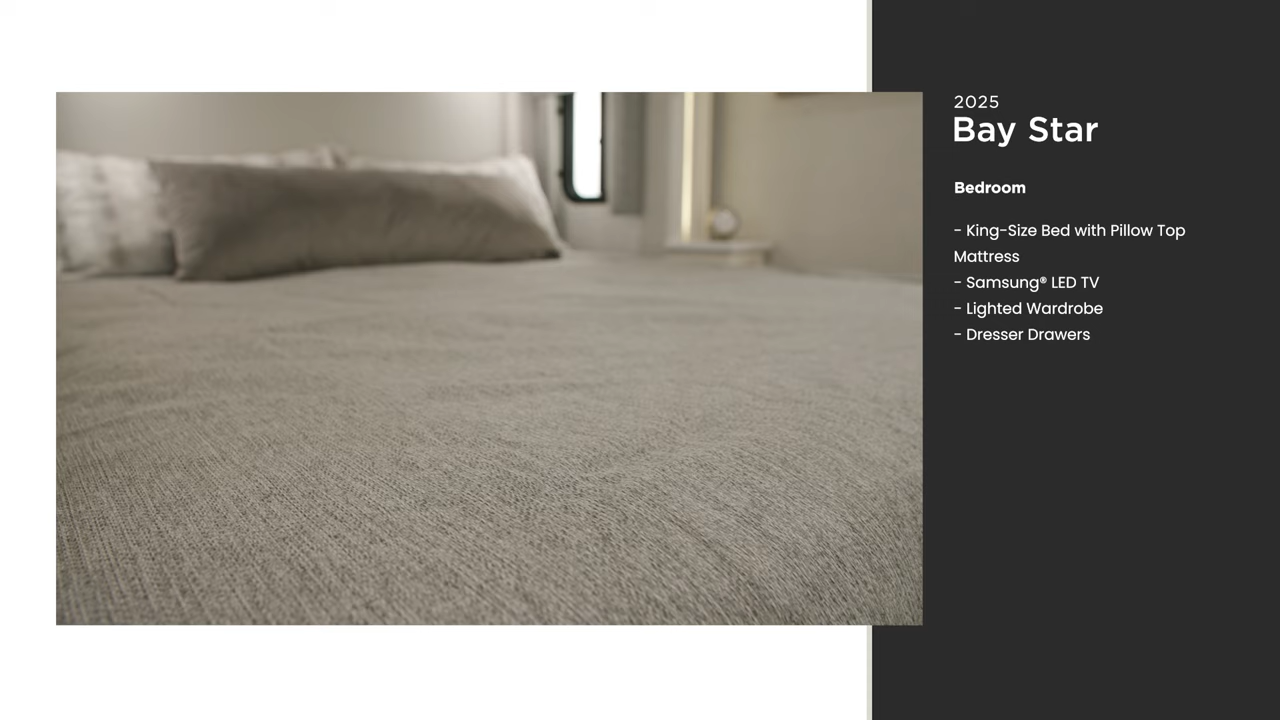 2025
Bay Star
Bedroom
- King-Size Bed with Pillow Top
Mattress
- Samsung® LED TV
- Lighted Wardrobe
- Dresser Drawers